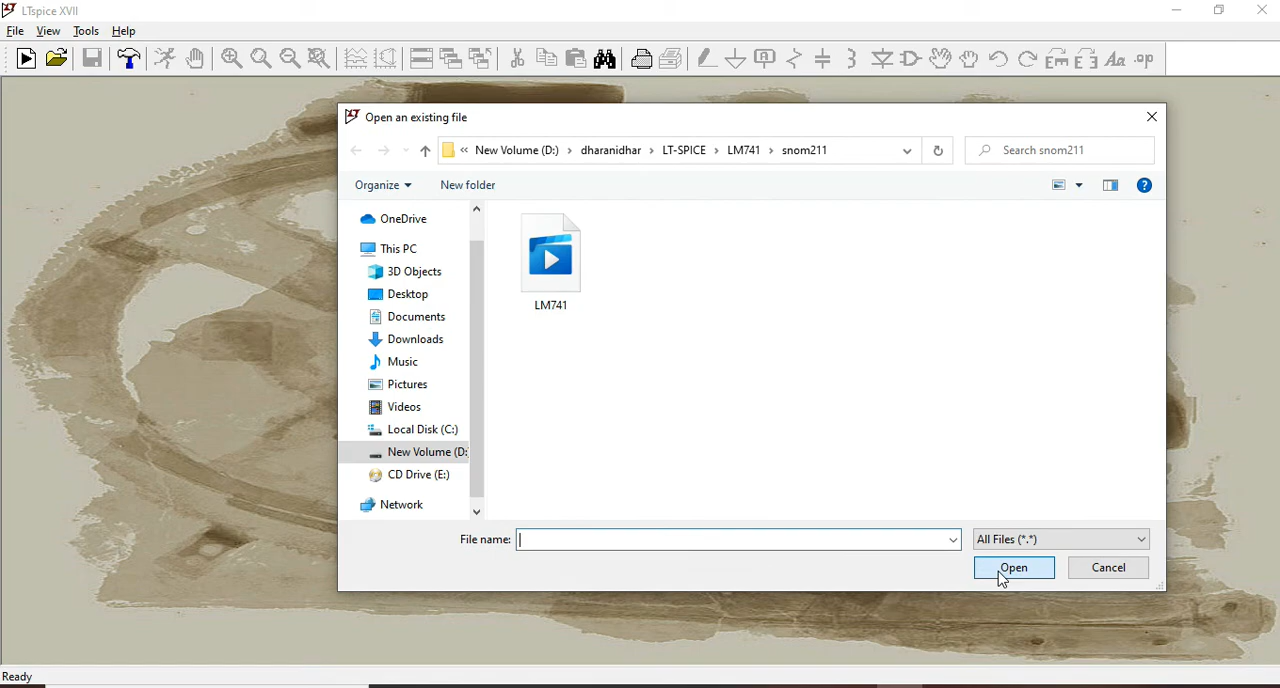 LTspice XVII
File View Tools Help
Aa .op
Open an existing file
« New Volume (D:) › dharanidhar › LT-SPICE › LM741 › snom211
Search snom211
Organize New folder
OneDrive
This PC
3D Objects
Desktop
Documents
Downloads
Music
Pictures
Videos
Local Disk (C:)
New Volume (D:
CD Drive (E:)
Network
LM741
File name:
All Files (*.*)
Open Cancel
Ready